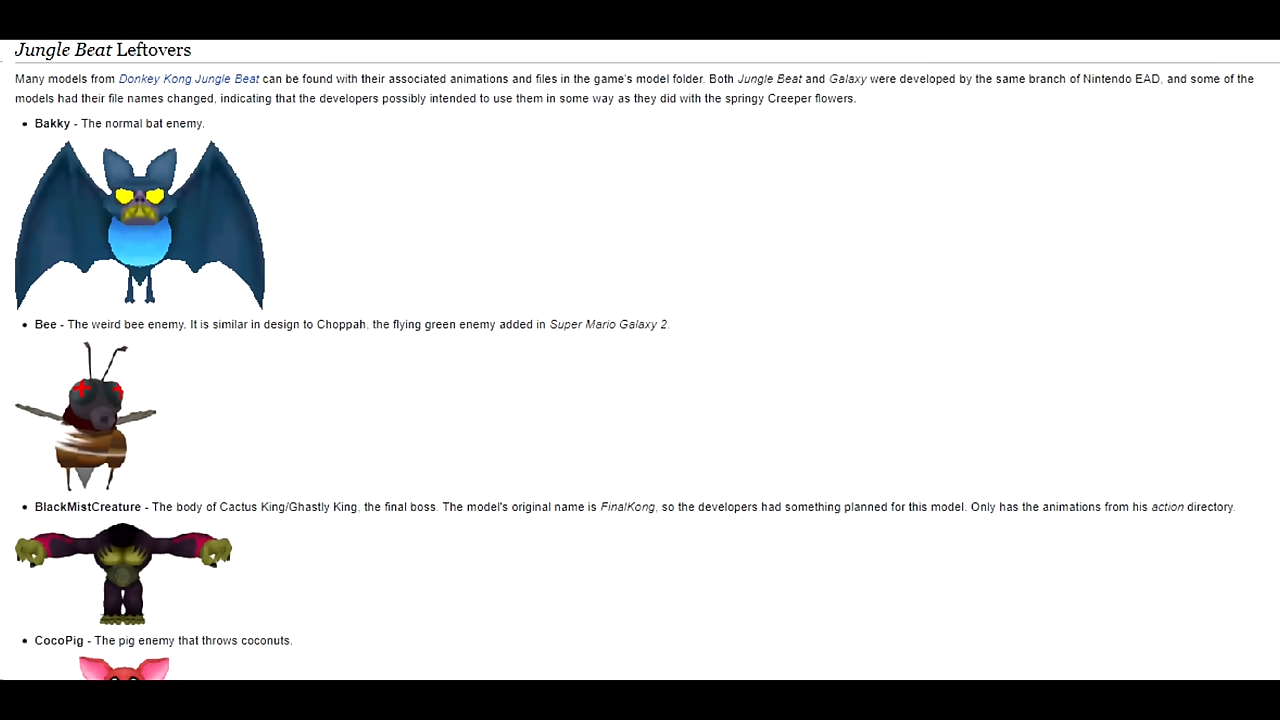 Jungle Beat Leftovers
Many models from Donkey Kong Jungle Beat can be found with their associated animations and files in the game's model folder. Both Jungle Beat and Galaxy were developed by the same branch of Nintendo EAD, and some of the
models had their file names changed, indicating that the developers possibly intended to use them in some way as they did with the springy Creeper flowers.
• Bakky - The normal bat enemy.
• Bee - The weird bee enemy. It is similar in design to Choppah, the flying green enemy added in Super Mario Galaxy 2.
• BlackMistCreature - The body of Cactus King/Ghastly King, the final boss. The model's original name is FinalKong, so the developers had something planned for this model. Only has the animations from his action directory.
• CocoPig - The pig enemy that throws coconuts.